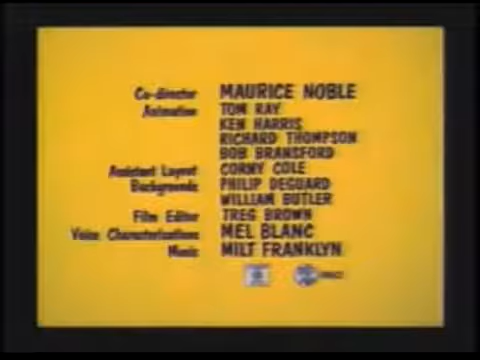 Co-director MAURICE NOBLE
Animation TOM RAY
KEN HARRIS
RICHARD THOMPSON
BOB BRANSFORD
Assistant Layout CORNY COLE
Backgrounds PHILIP DEGUARD
WILLIAM BUTLER
Film Editor TREG BROWN
Voice Characterizations MEL BLANC
Music MILT FRANKLYN